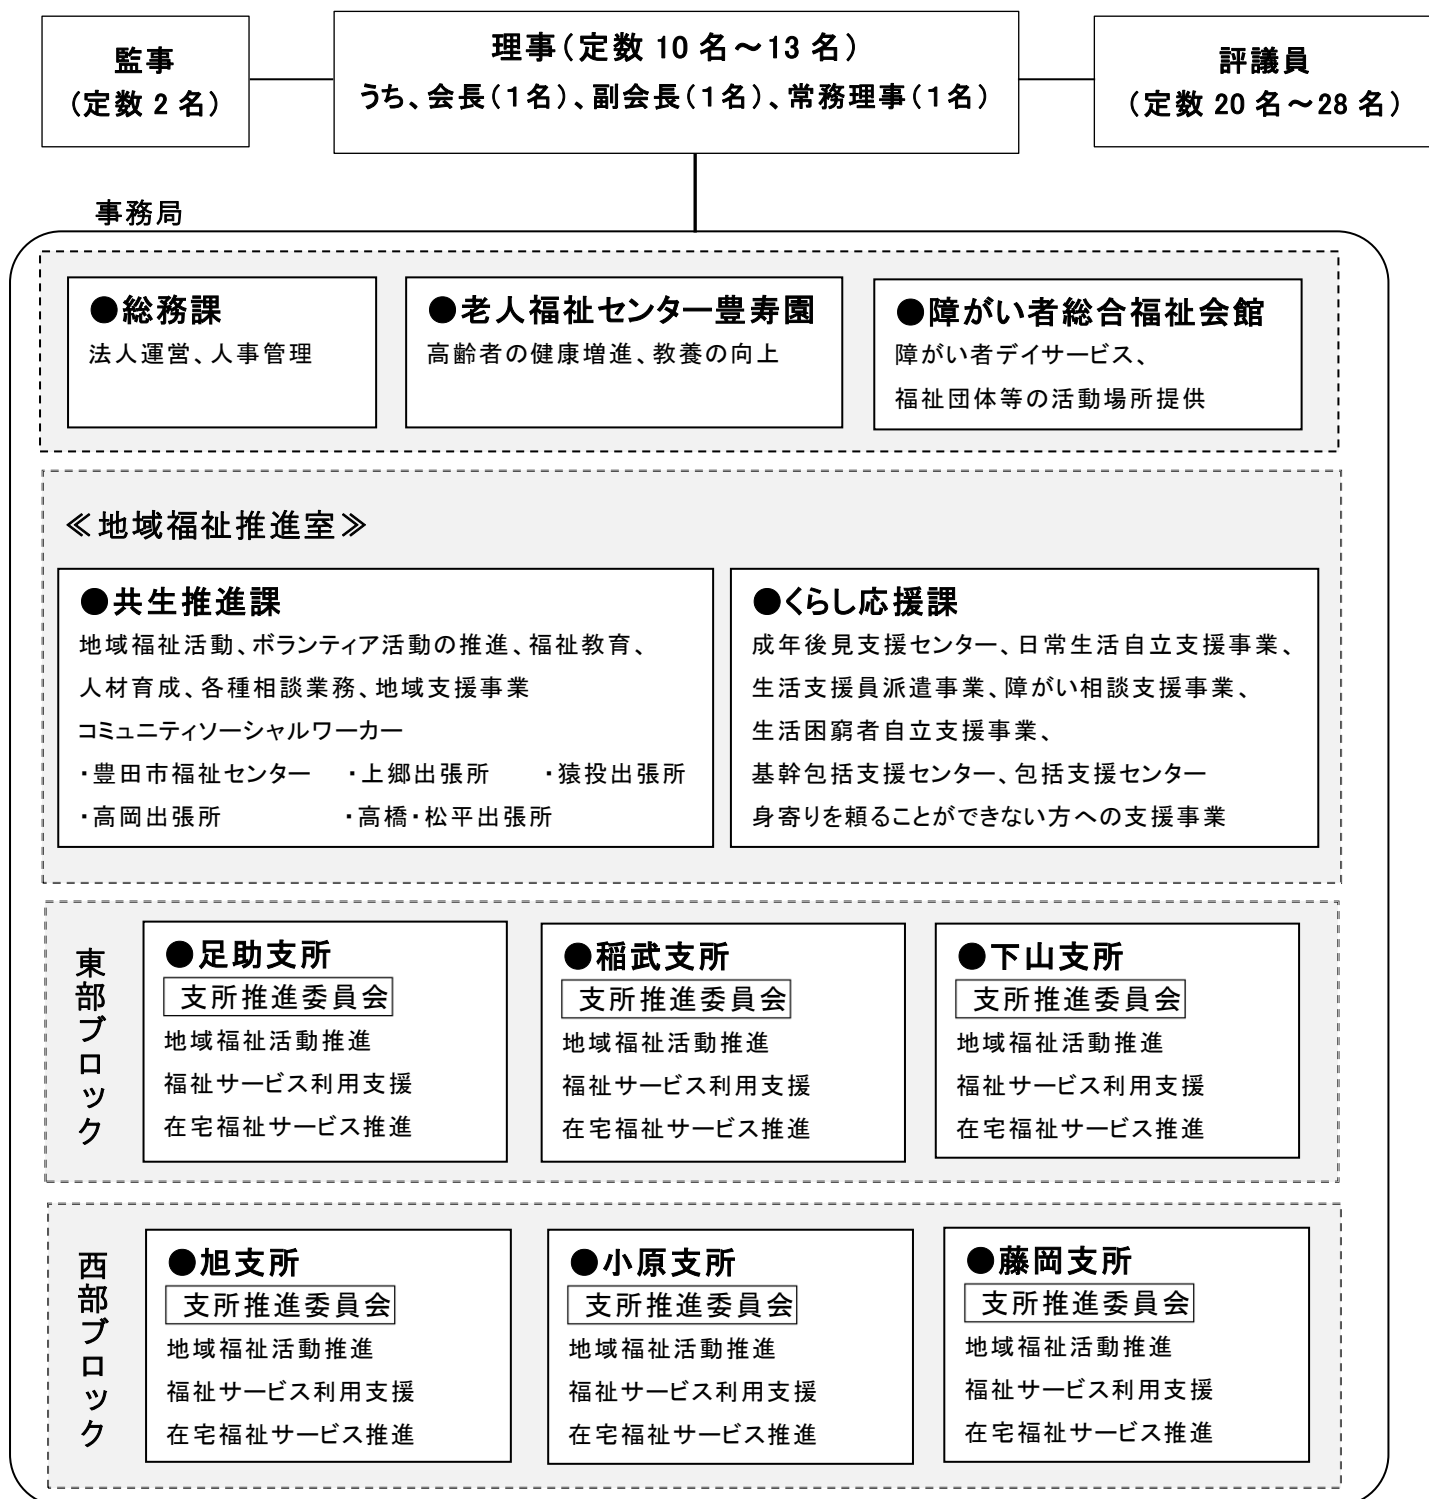 監事
（定数 2 名）
理事（定数 10 名～13 名）
うち、会長（1名）、副会長（1名）、常務理事（1名）
評議員
（定数 20 名～28 名）
事務局
●総務課
法人運営、人事管理
●老人福祉センター豊寿園
高齢者の健康増進、教養の向上
●障がい者総合福祉会館
障がい者デイサービス、
福祉団体等の活動場所提供
≪地域福祉推進室≫
●共生推進課
地域福祉活動、ボランティア活動の推進、福祉教育、
人材育成、各種相談業務、地域支援事業
コミュニティソーシャルワーカー
・豊田市福祉センター　・上郷出張所　・猿投出張所
・高岡出張所　・高橋・松平出張所
●くらし応援課
成年後見支援センター、日常生活自立支援事業、
生活支援員派遣事業、障がい相談支援事業、
生活困窮者自立支援事業、
基幹包括支援センター、包括支援センター
身寄りを頼ることができない方への支援事業
東部ブロック
●足助支所
支所推進委員会
地域福祉活動推進
福祉サービス利用支援
在宅福祉サービス推進
●稲武支所
支所推進委員会
地域福祉活動推進
福祉サービス利用支援
在宅福祉サービス推進
●下山支所
支所推進委員会
地域福祉活動推進
福祉サービス利用支援
在宅福祉サービス推進
西部ブロック
●旭支所
支所推進委員会
地域福祉活動推進
福祉サービス利用支援
在宅福祉サービス推進
●小原支所
支所推進委員会
地域福祉活動推進
福祉サービス利用支援
在宅福祉サービス推進
●藤岡支所
支所推進委員会
地域福祉活動推進
福祉サービス利用支援
在宅福祉サービス推進